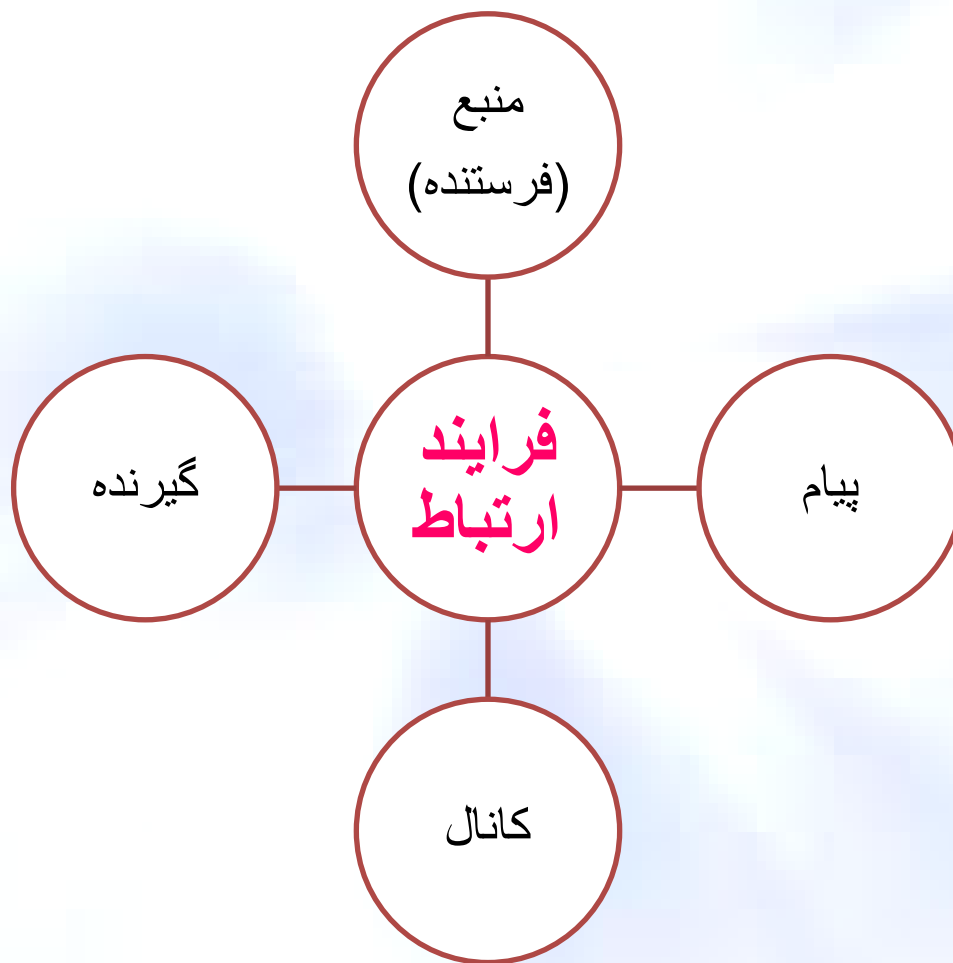 منبع
(فرستنده)
فرایند
ارتباط
پیام
گیرنده
کانال